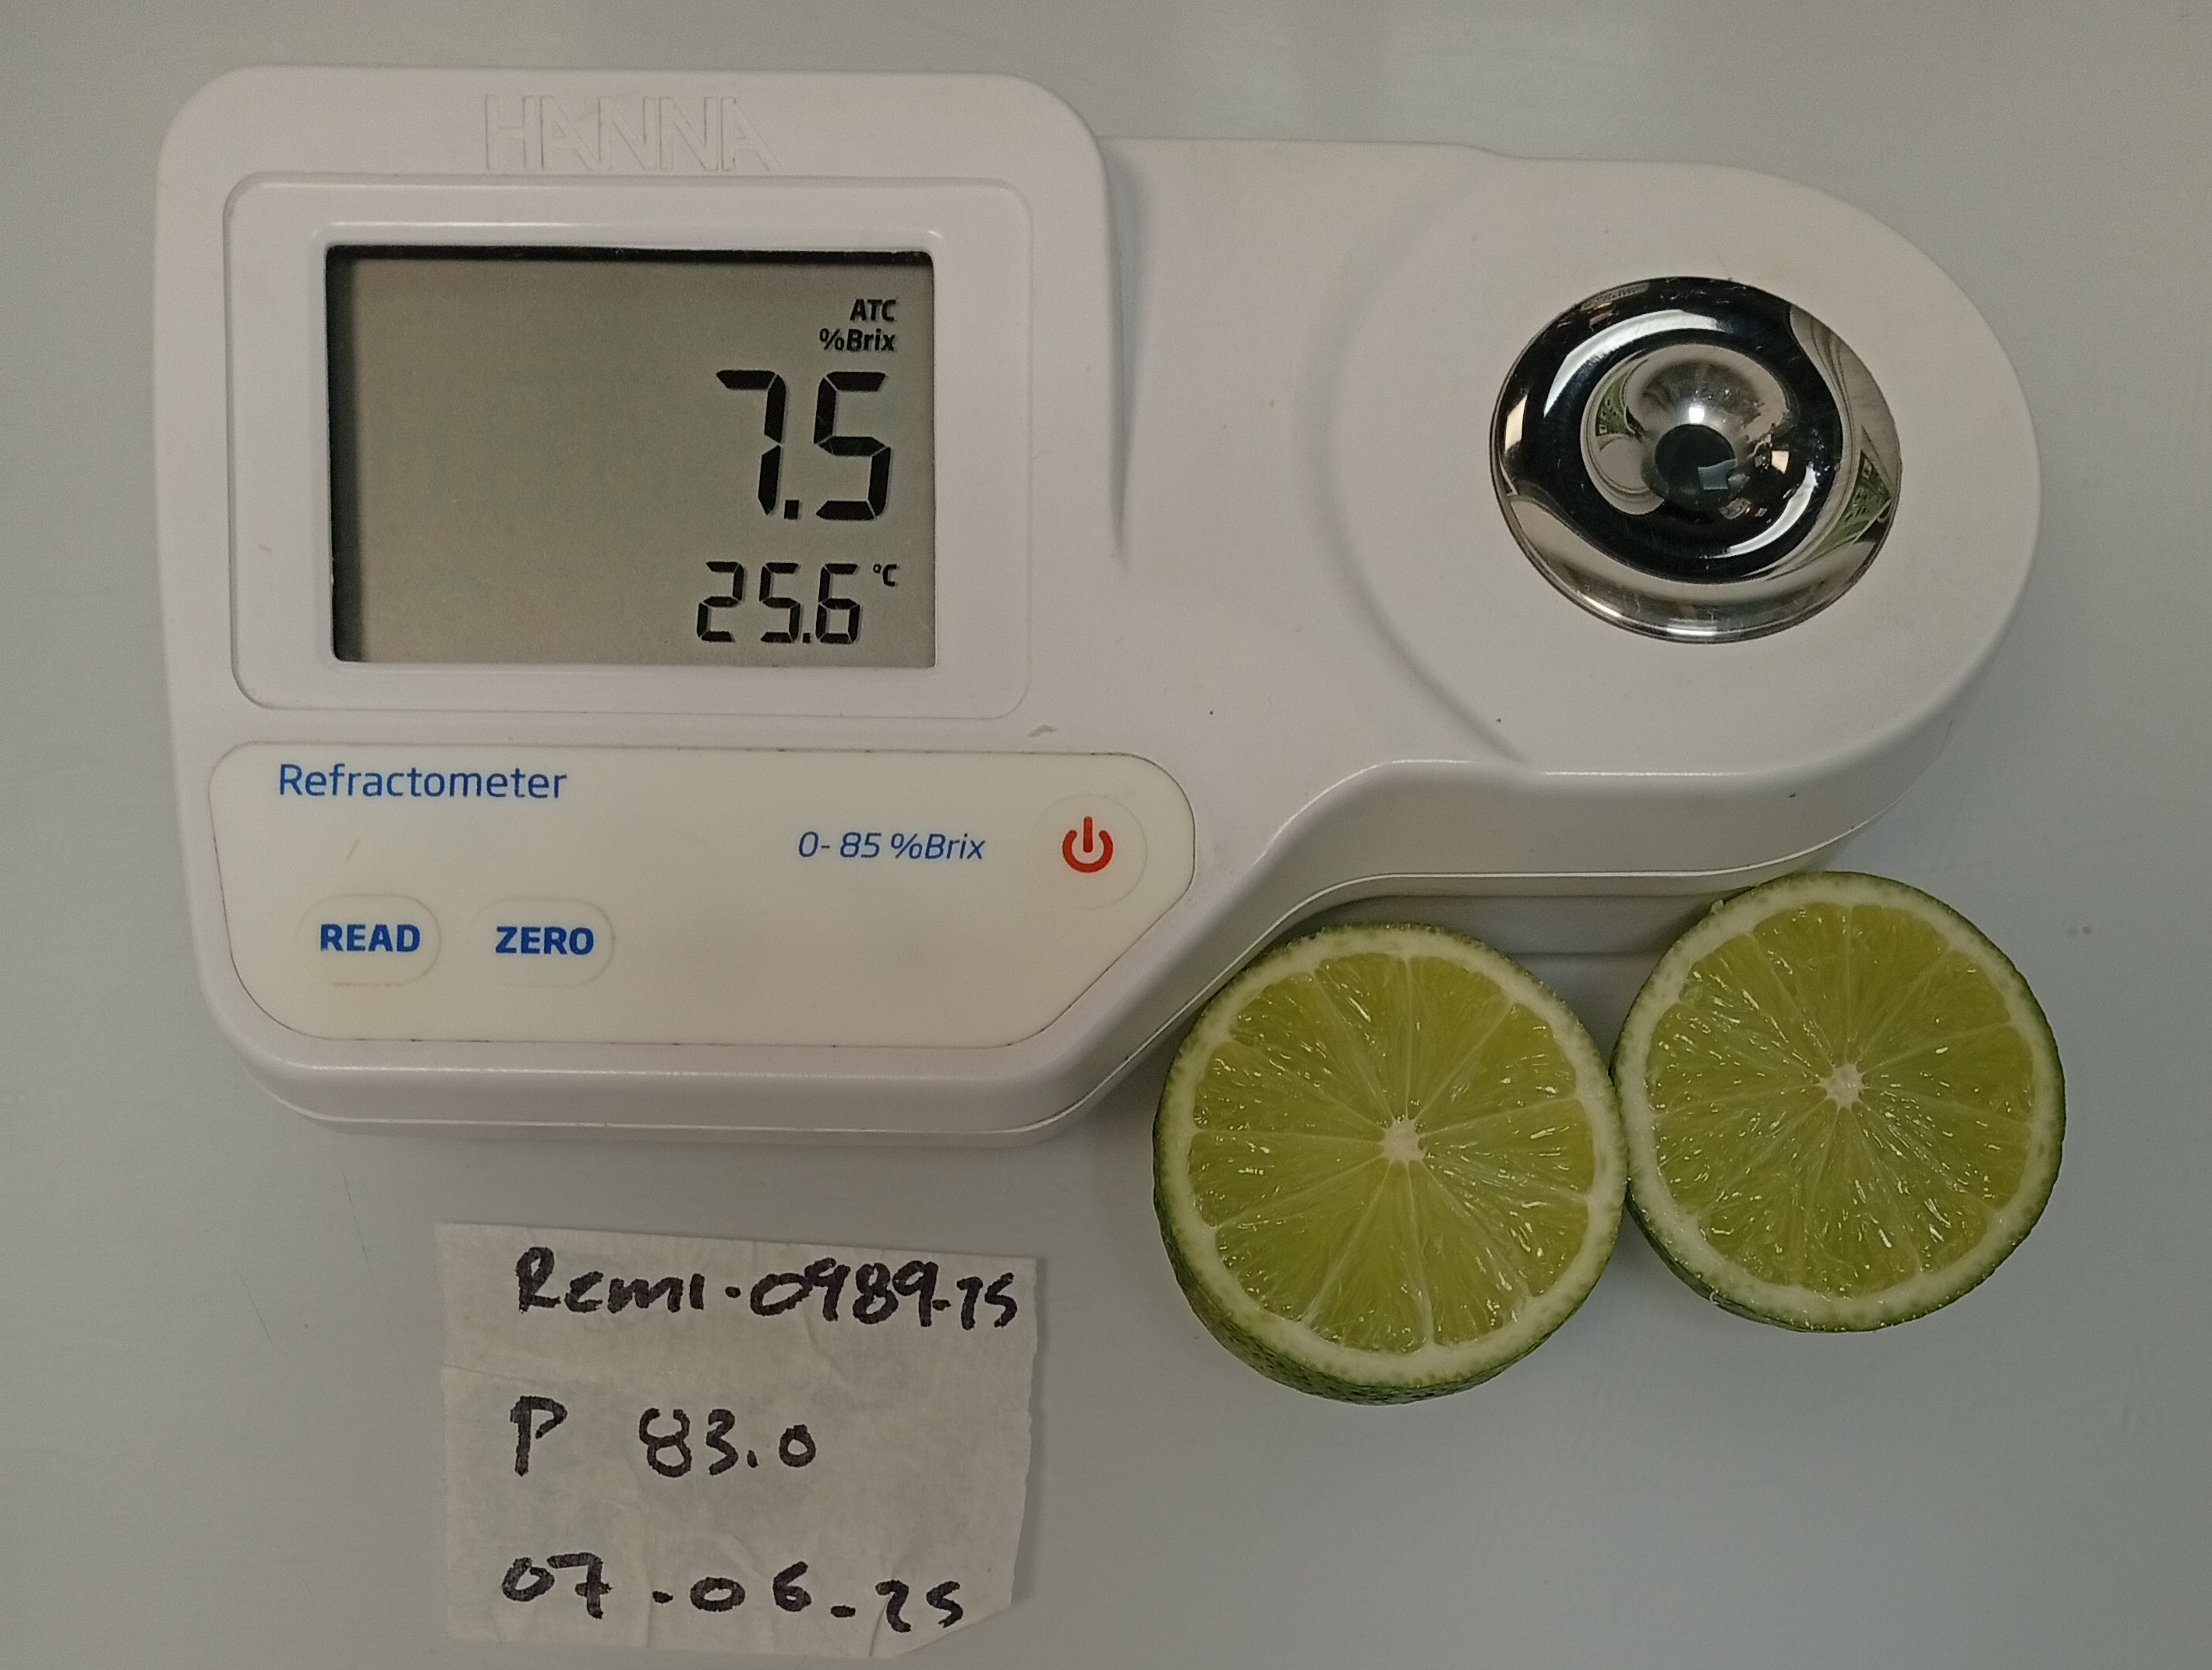 HANNA
ATC
%Brix
7.5
25.6 °C
Refractometer
0- 85 %Brix
READ ZERO
Remi.0989-25
P 83.0
07-06-25